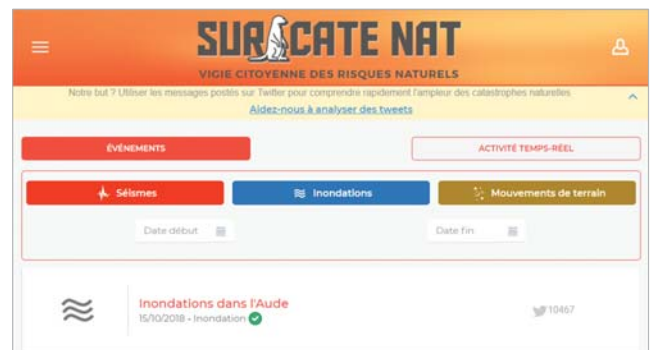 SURICATE NAT
VIGIE CITOYENNE DES RISQUES NATURELS
Notre but ? Utiliser les messages postés sur Twitter pour comprendre rapidement l'ampleur des catastrophes naturelles
Aidez-nous à analyser des tweets
ÉVÉNEMENTS
ACTIVITÉ TEMPS-RÉEL
Séismes
Inondations
Mouvements de terrain
Date début
Date fin
Inondations dans l'Aude
15/10/2018 - Inondation
10467